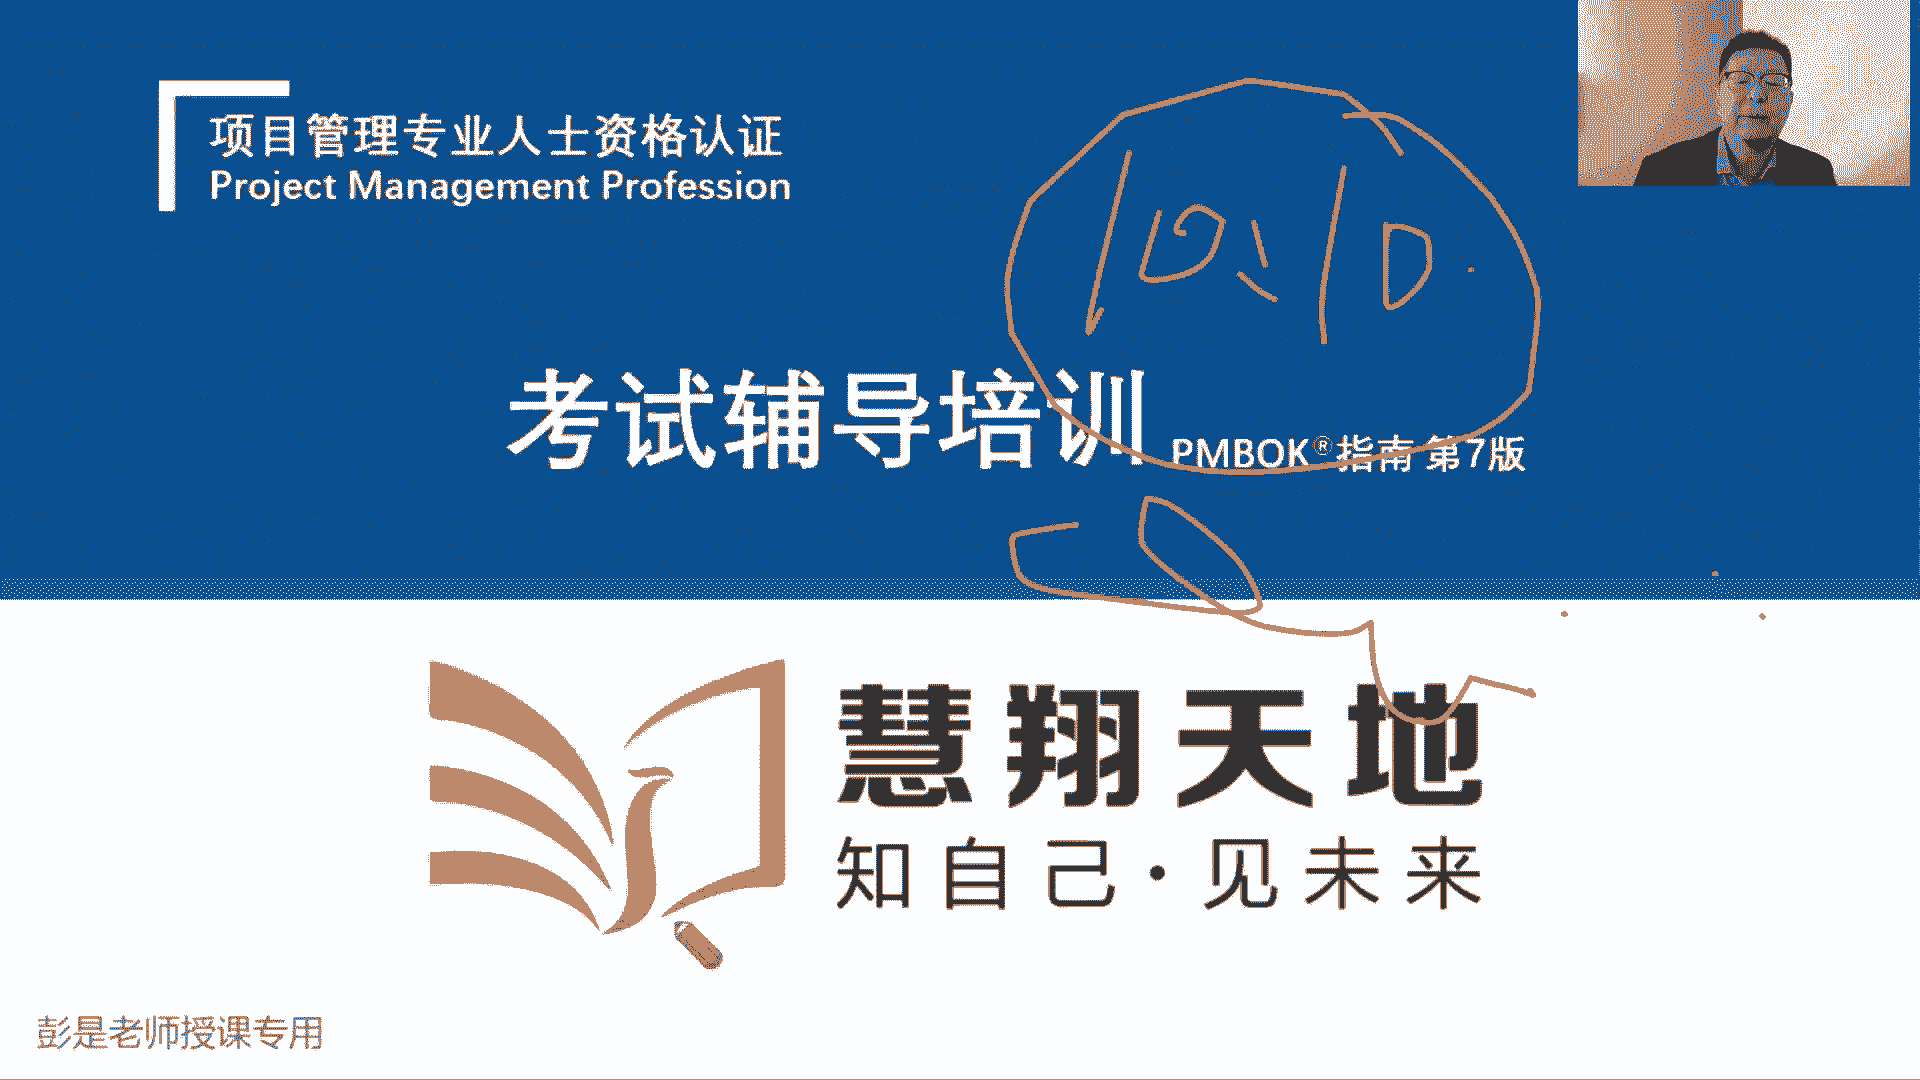 项目管理专业人士资格认证
Project Management Profession
10:10
考试辅导培训 PMBOK®指南 第7版
慧翔天地
知自己·见未来
彭是老师授课专用